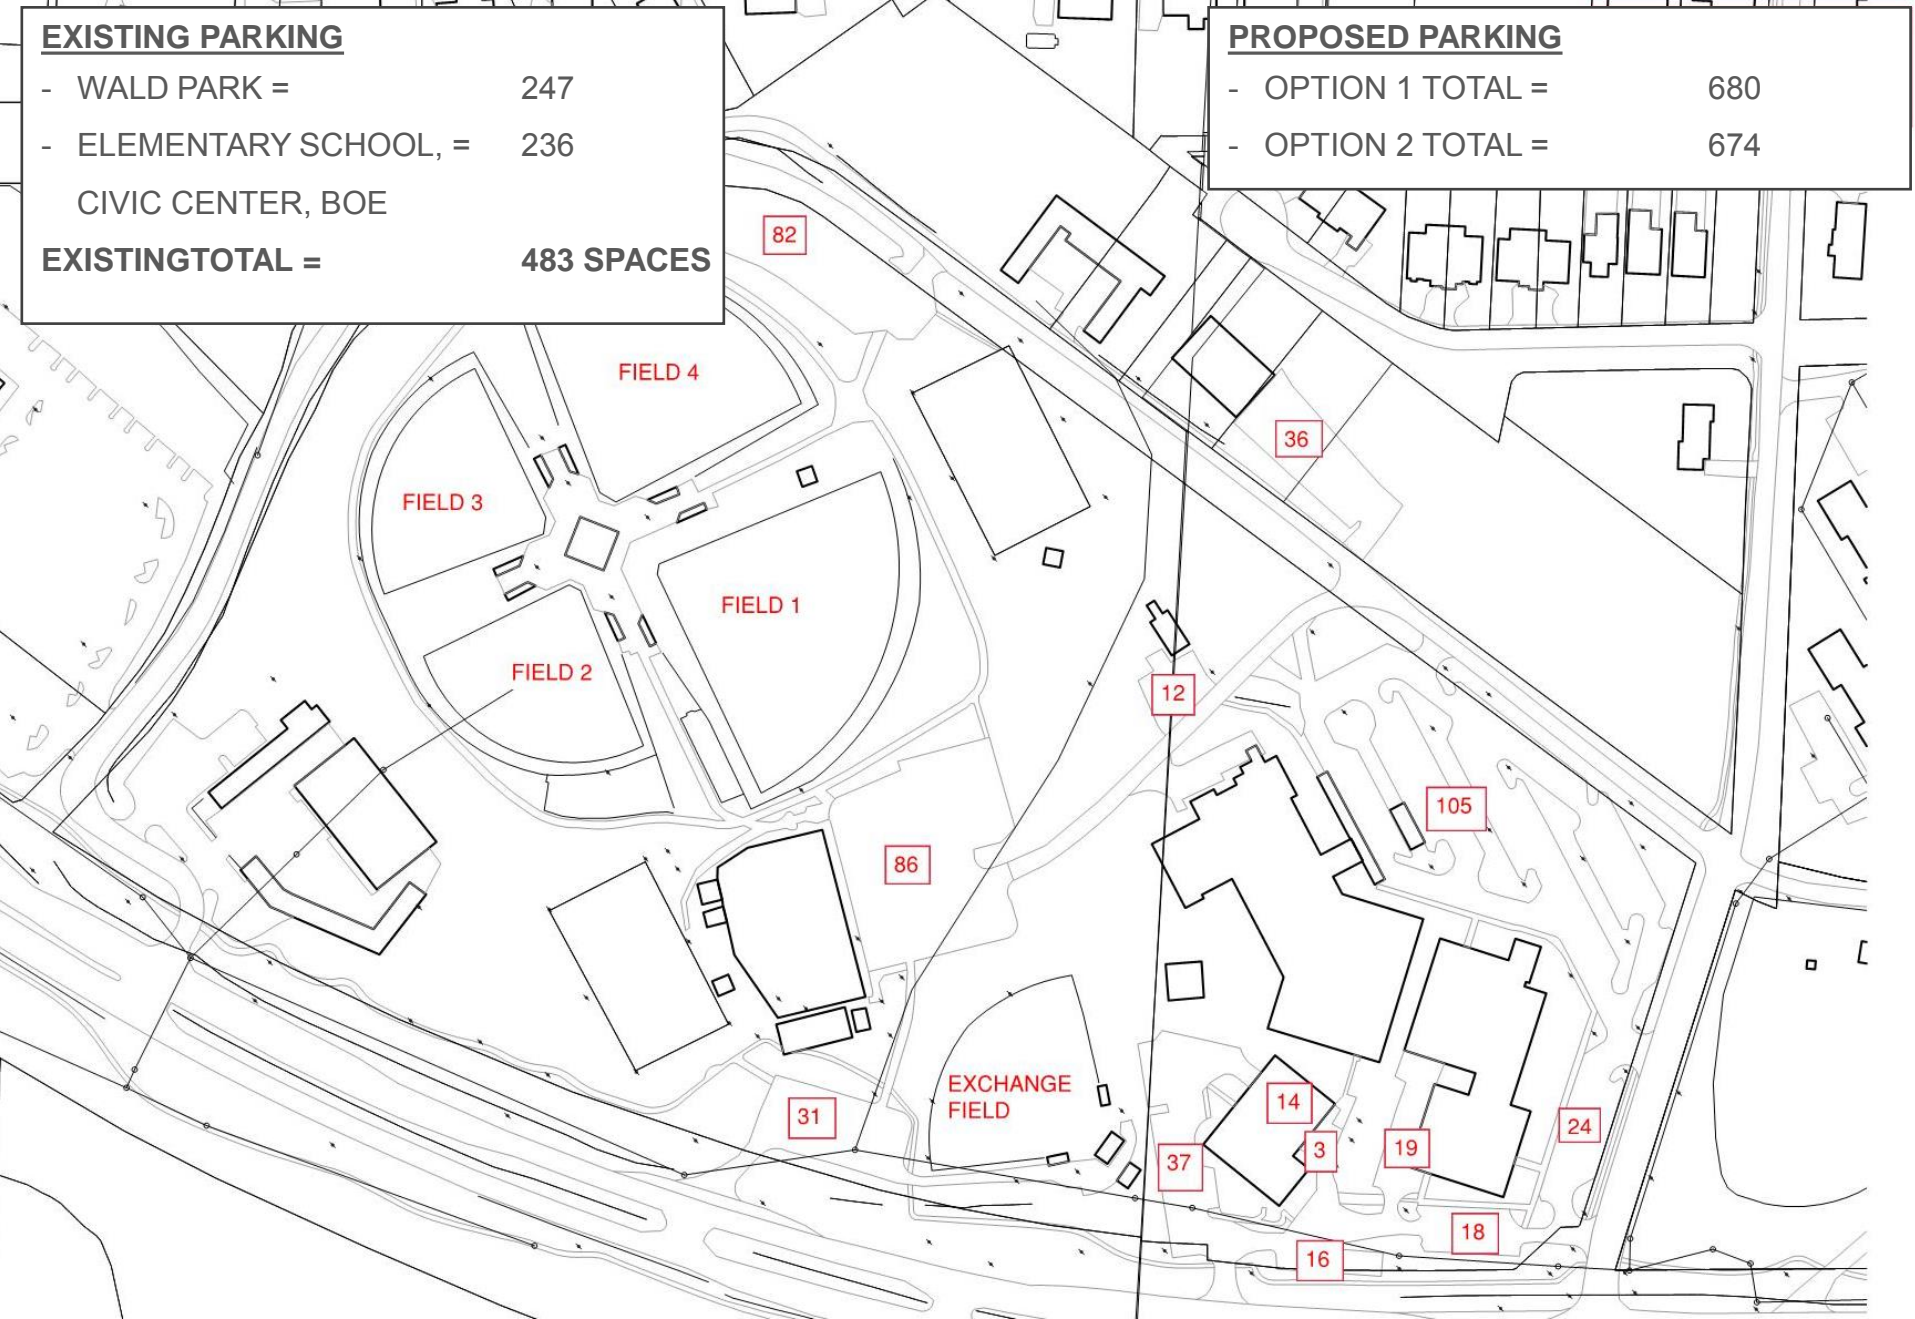 EXISTING PARKING
- WALD PARK = 247
- ELEMENTARY SCHOOL, = 236
CIVIC CENTER, BOE
EXISTINGTOTAL = 483 SPACES
PROPOSED PARKING
- OPTION 1 TOTAL = 680
- OPTION 2 TOTAL = 674
82
FIELD 4
36
FIELD 3
FIELD 1
FIELD 2
12
105
86
EXCHANGE
FIELD
14
31
24
3
19
37
18
16